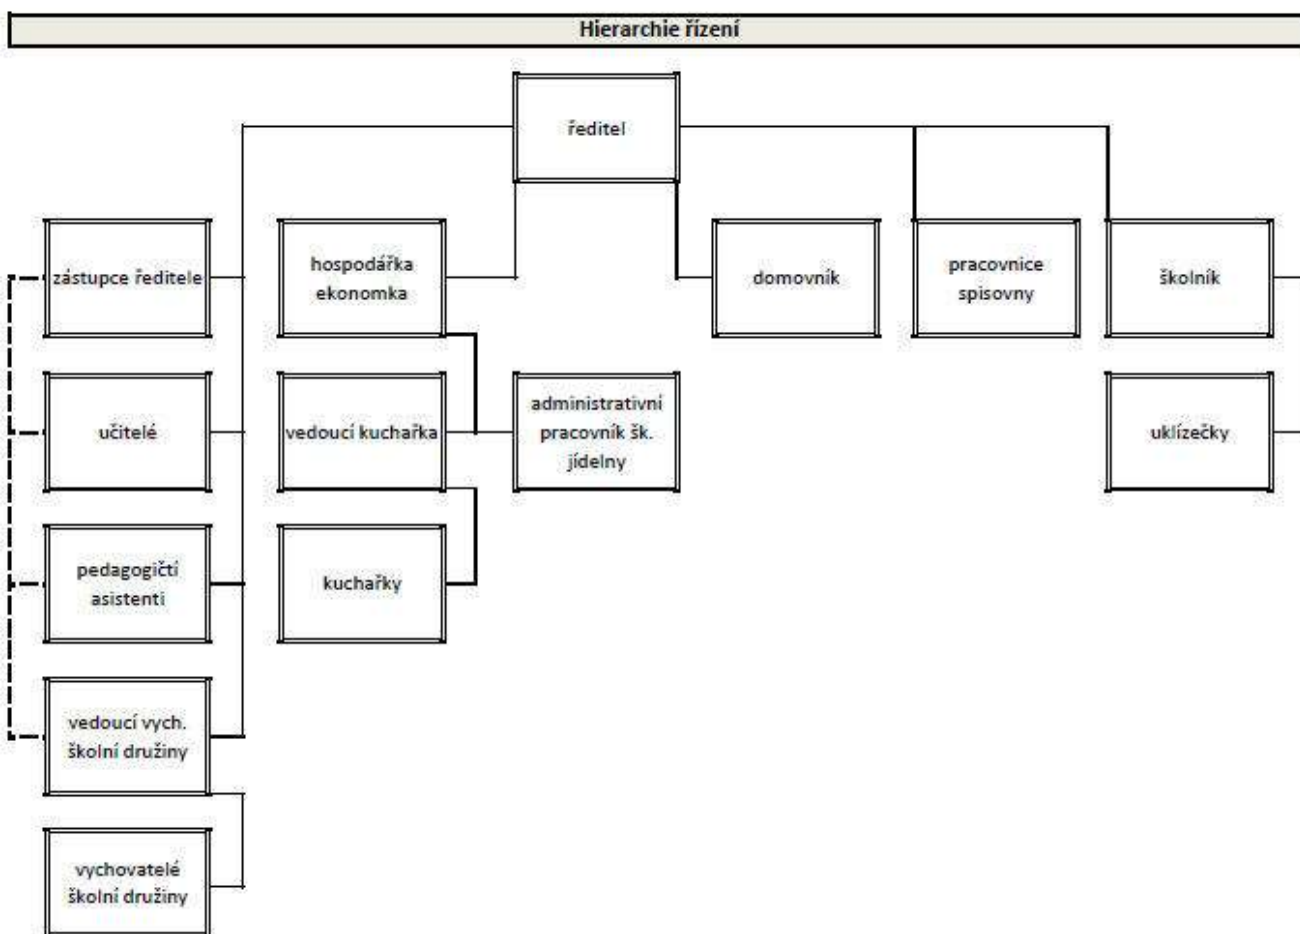 Hierarchie řízení
ředitel
zástupce ředitele
hospodářka
ekonomka
domovník
pracovnice
spisovny
školník
učitelé
vedoucí kuchařka
administrativní
pracovník šk.
jídelny
uklízečky
pedagogičtí
asistenti
kuchařky
vedoucí vych.
školní družiny
vychovatelé
školní družiny